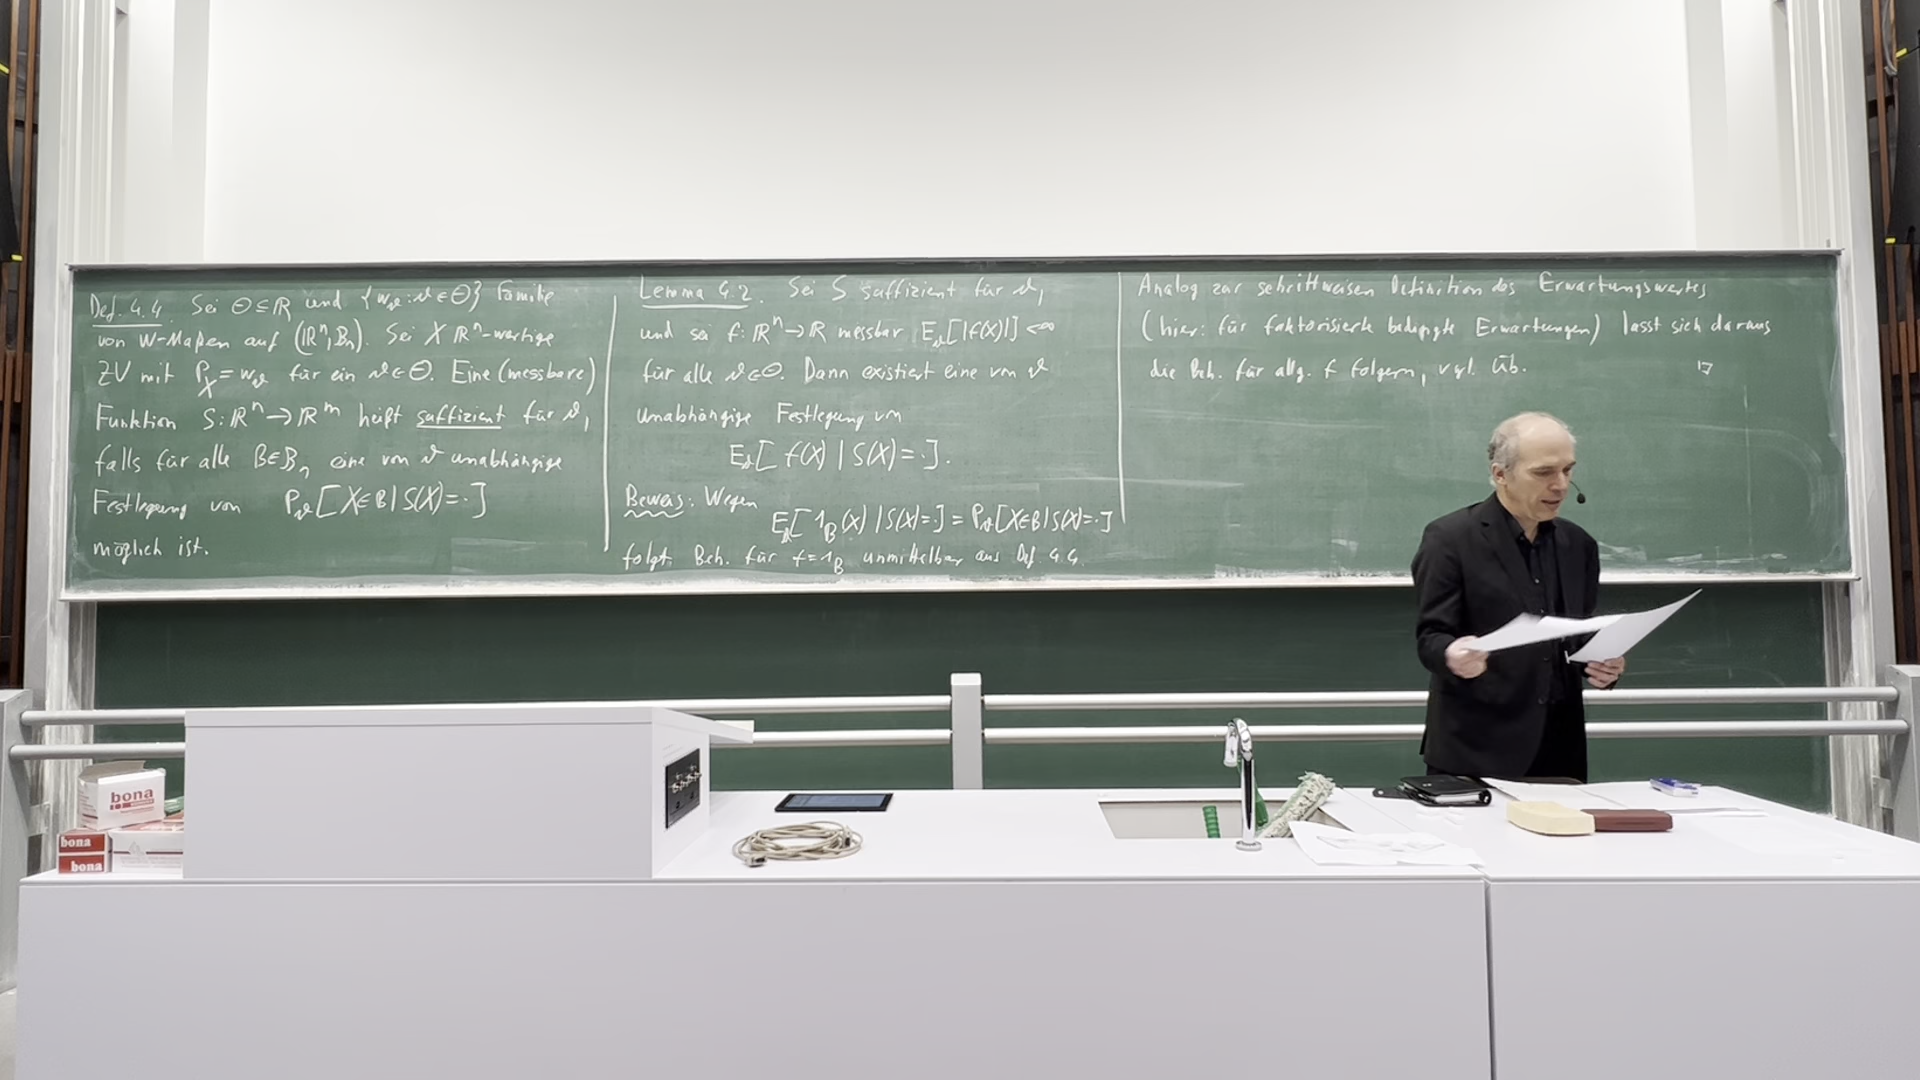 Def. 4.4. Sei Θ ⊆ ℝ und {w_ϑ : ϑ ∈ Θ} Familie
von W-Maßen auf (ℝⁿ, B_n). Sei X ℝⁿ-wertige
ZV mit P_X = w_ϑ für ein ϑ ∈ Θ. Eine (messbare)
Funktion S: ℝⁿ → ℝᵐ heißt suffizient für ϑ,
falls für alle B ∈ B_n eine von ϑ unabhängige
Festlegung von P_ϑ[X ∈ B | S(X) = ·]
möglich ist.
Lemma 4.2. Sei S suffizient für ϑ,
und sei f: ℝⁿ → ℝ messbar E_ϑ[|f(X)|] < ∞
für alle ϑ ∈ Θ. Dann existiert eine von ϑ
unabhängige Festlegung von
E_ϑ[f(X) | S(X) = ·].
Beweis: Wegen
E_ϑ[1_B(X) | S(X) = ·] = P_ϑ[X ∈ B | S(X) = ·]
folgt Beh. für f = 1_B unmittelbar aus Def. 4.4.
Analog zur schrittweisen Definition des Erwartungswertes
(hier: für faktorisierte bedingte Erwartungen) lässt sich daraus
die Beh. für allg. f folgern, vgl. Üb.
bona
bona
bona